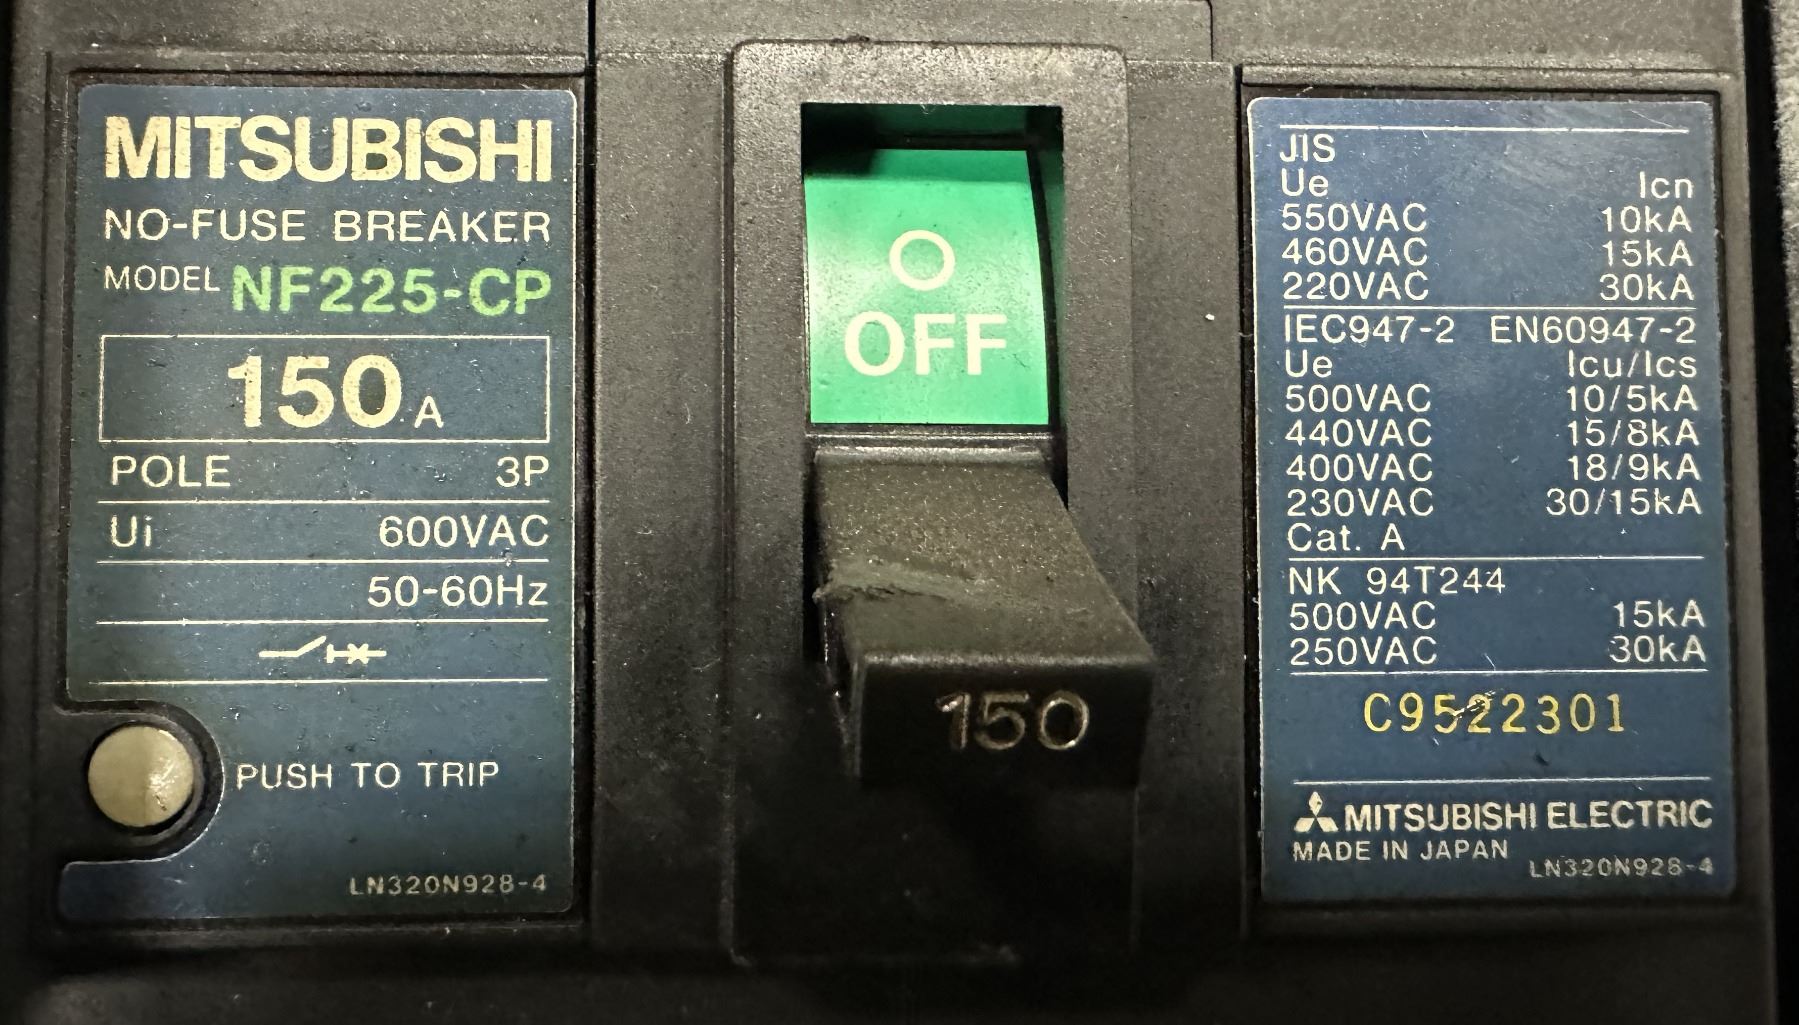 MITSUBISHI
NO-FUSE BREAKER
MODEL NF225-CP
150 A
POLE 3P
Ui 600VAC
50-60Hz
PUSH TO TRIP
LN320N928-4
OFF
150
JIS
Ue Icn
550VAC 10kA
460VAC 15kA
220VAC 30kA
IEC947-2 EN60947-2
Ue Icu/Ics
500VAC 10/5kA
440VAC 15/8kA
400VAC 18/9kA
230VAC 30/15kA
Cat. A
NK 94T244
500VAC 15kA
250VAC 30kA
C9522301
MITSUBISHI ELECTRIC
MADE IN JAPAN LN320N928-4